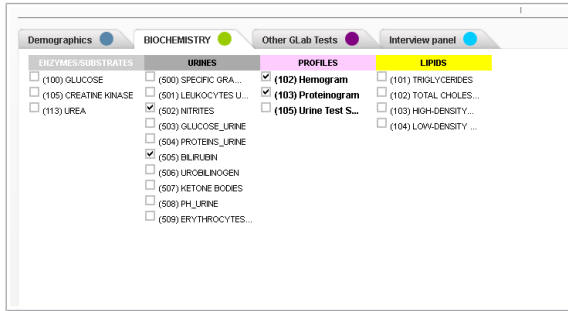 Demographics
BIOCHEMISTRY
Other GLab Tests
Interview panel
ENZYMES/SUBSTRATES
(100) GLUCOSE
(105) CREATINE KINASE
(113) UREA
URINES
(500) SPECIFIC GRA...
(501) LEUKOCYTES U...
(502) NITRITES
(503) GLUCOSE_URINE
(504) PROTEINS_URINE
(505) BILIRUBIN
(506) UROBILINOGEN
(507) KETONE BODIES
(508) PH_URINE
(509) ERYTHROCYTES...
PROFILES
(102) Hemogram
(103) Proteinogram
(105) Urine Test S...
LIPIDS
(101) TRIGLYCERIDES
(102) TOTAL CHOLES...
(103) HIGH-DENSITY...
(104) LOW-DENSITY ...